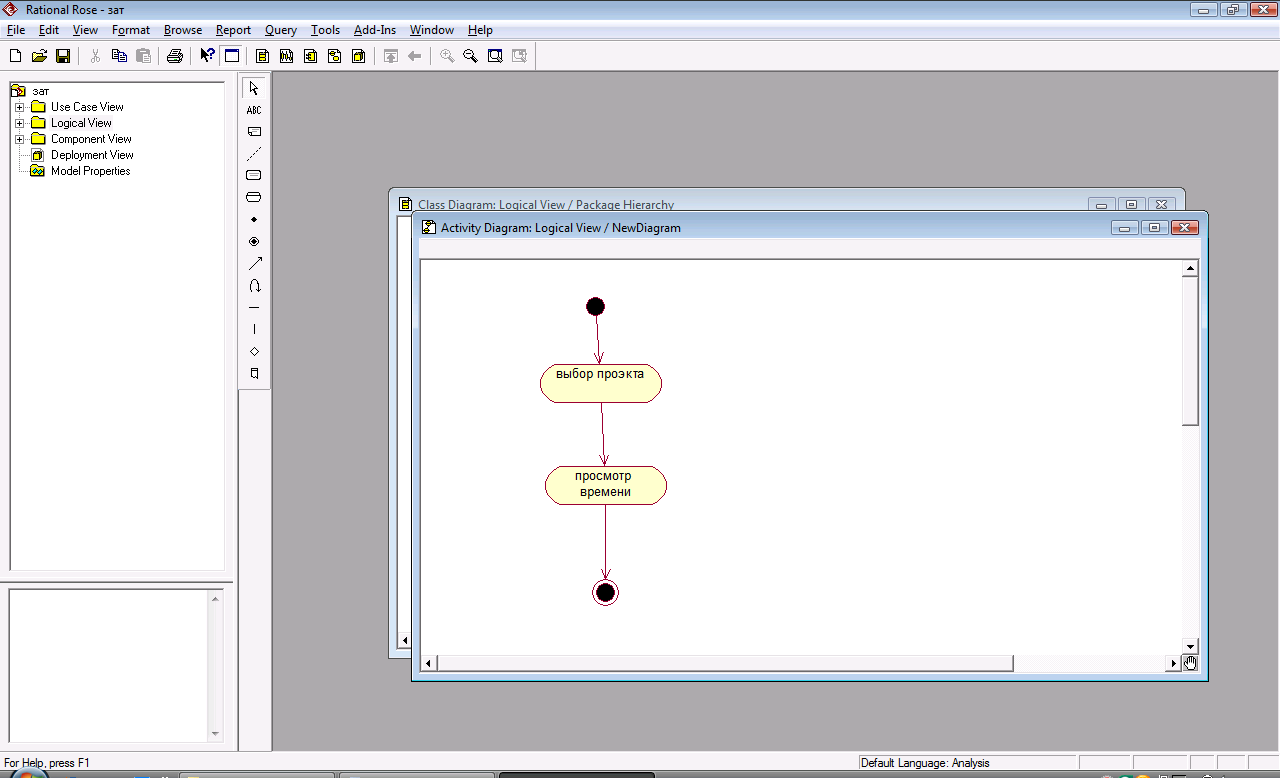 Rational Rose - зат
File Edit View Format Browse Report Query Tools Add-Ins Window Help
зат
Use Case View
Logical View
Component View
Deployment View
Model Properties
ABC
Class Diagram: Logical View / Package Hierarchy
Activity Diagram: Logical View / NewDiagram
выбор проэкта
просмотр
времени
For Help, press F1
Default Language: Analysis